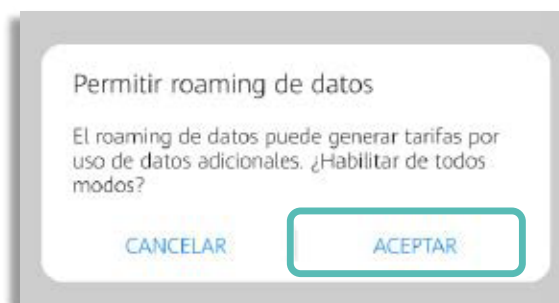 Permitir roaming de datos
El roaming de datos puede generar tarifas por
uso de datos adicionales. ¿Habilitar de todos
modos?
CANCELAR ACEPTAR